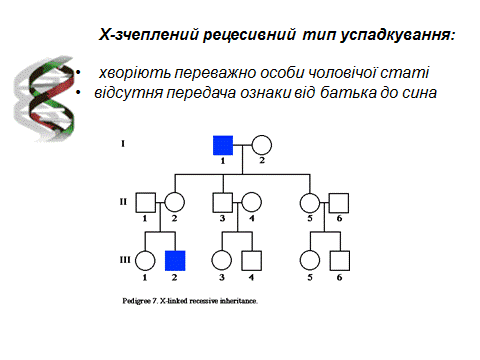 Х-зчеплений рецесивний тип успадкування:
• хворіють переважно особи чоловічої статі
• відсутня передача ознаки від батька до сина
I
1 2
II
1 2 3 4 5 6
III
1 2 3 4 5 6
Pedigree 7. X-linked recessive inheritance.